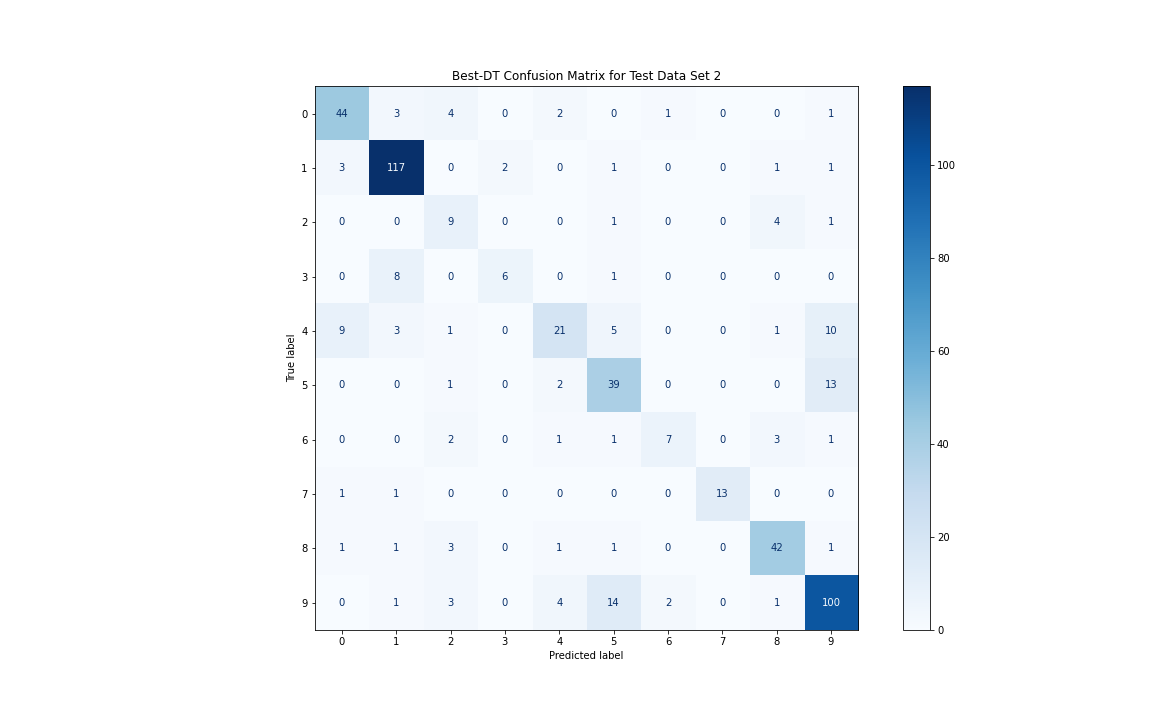 Best-DT Confusion Matrix for Test Data Set 2
0 44 3 4 0 2 0 1 0 0 1
1 3 117 0 2 0 1 0 0 1 1
2 0 0 9 0 0 1 0 0 4 1
3 0 8 0 6 0 1 0 0 0 0
4 9 3 1 0 21 5 0 0 1 10
5 0 0 1 0 2 39 0 0 0 13
6 0 0 2 0 1 1 7 0 3 1
7 1 1 0 0 0 0 0 13 0 0
8 1 1 3 0 1 1 0 0 42 1
9 0 1 3 0 4 14 2 0 1 100
0 1 2 3 4 5 6 7 8 9
True label
Predicted label
100
80
60
40
20
0